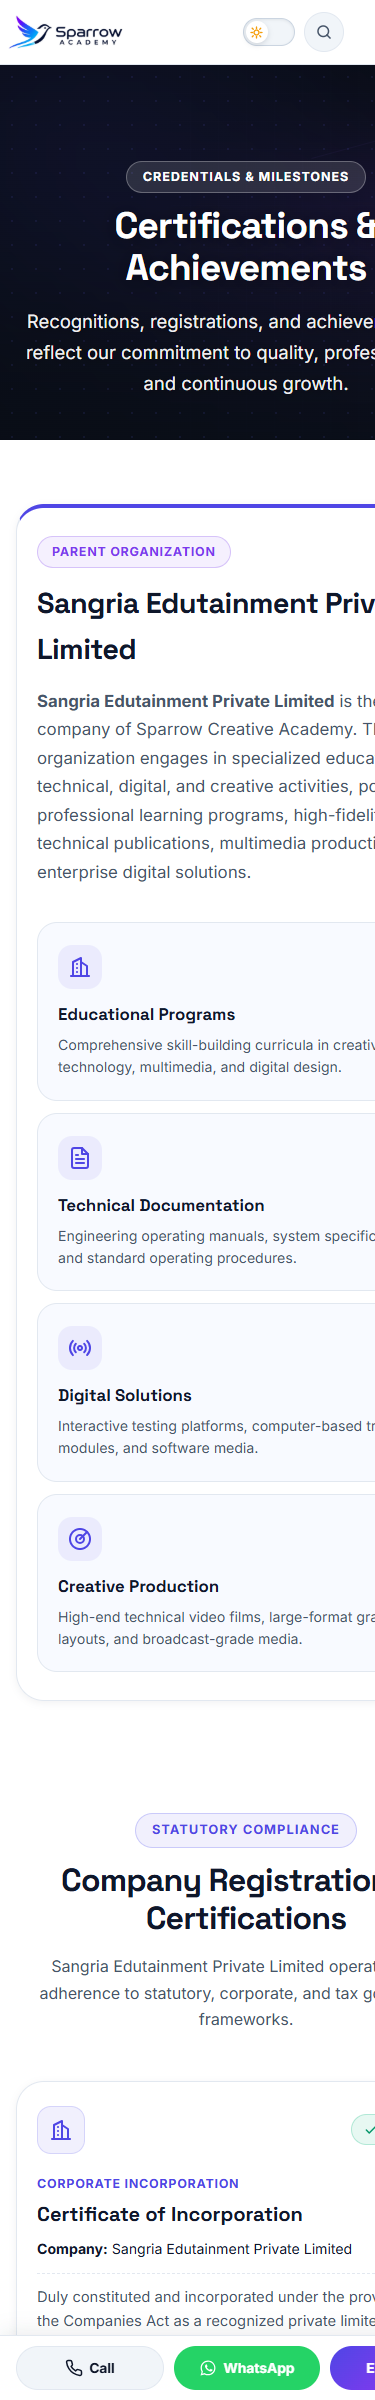 Sparrow
ACADEMY
CREDENTIALS & MILESTONES
Certifications &
Achievements
Recognitions, registrations, and achieve
reflect our commitment to quality, profes
and continuous growth.
PARENT ORGANIZATION
Sangria Edutainment Priv
Limited
Sangria Edutainment Private Limited is the
company of Sparrow Creative Academy. Th
organization engages in specialized educa
technical, digital, and creative activities, po
professional learning programs, high-fideli
technical publications, multimedia producti
enterprise digital solutions.
Educational Programs
Comprehensive skill-building curricula in creativ
technology, multimedia, and digital design.
Technical Documentation
Engineering operating manuals, system specific
and standard operating procedures.
Digital Solutions
Interactive testing platforms, computer-based tr
modules, and software media.
Creative Production
High-end technical video films, large-format gra
layouts, and broadcast-grade media.
STATUTORY COMPLIANCE
Company Registration
Certifications
Sangria Edutainment Private Limited operat
adherence to statutory, corporate, and tax go
frameworks.
CORPORATE INCORPORATION
Certificate of Incorporation
Company: Sangria Edutainment Private Limited
Duly constituted and incorporated under the prov
the Companies Act as a recognized private limite
Call
WhatsApp
E